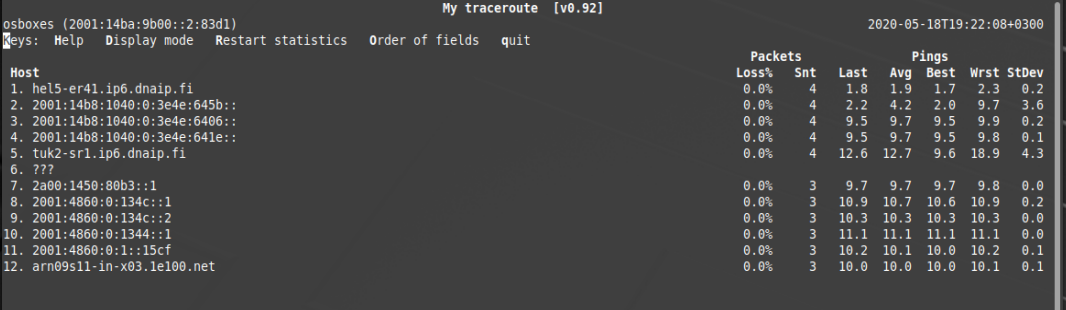 My traceroute [v0.92]
osboxes (2001:14ba:9b00::2:83d1) 2020-05-18T19:22:08+0300
Keys: Help Display mode Restart statistics Order of fields quit
Packets Pings
Host Loss% Snt Last Avg Best Wrst StDev
1. hel5-er41.ip6.dnaip.fi 0.0% 4 1.8 1.9 1.7 2.3 0.2
2. 2001:14b8:1040:0:3e4e:645b:: 0.0% 4 2.2 4.2 2.0 9.7 3.6
3. 2001:14b8:1040:0:3e4e:6406:: 0.0% 4 9.5 9.7 9.5 9.9 0.2
4. 2001:14b8:1040:0:3e4e:641e:: 0.0% 4 9.5 9.7 9.5 9.8 0.1
5. tuk2-sr1.ip6.dnaip.fi 0.0% 4 12.6 12.7 9.6 18.9 4.3
6. ???
7. 2a00:1450:80b3::1 0.0% 3 9.7 9.7 9.7 9.8 0.0
8. 2001:4860:0:134c::1 0.0% 3 10.9 10.7 10.6 10.9 0.2
9. 2001:4860:0:134c::2 0.0% 3 10.3 10.3 10.3 10.3 0.0
10. 2001:4860:0:1344::1 0.0% 3 11.1 11.1 11.1 11.1 0.0
11. 2001:4860:0:1::15cf 0.0% 3 10.2 10.1 10.0 10.2 0.1
12. arn09s11-in-x03.1e100.net 0.0% 3 10.0 10.0 10.0 10.1 0.1